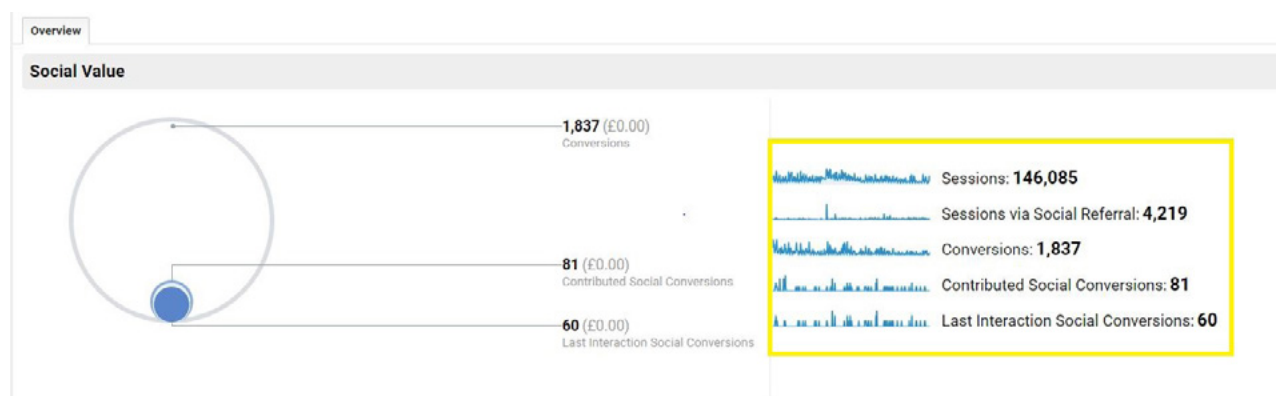 Overview
Social Value
1,837 (£0.00)
Conversions
81 (£0.00)
Contributed Social Conversions
60 (£0.00)
Last Interaction Social Conversions
Sessions: 146,085
Sessions via Social Referral: 4,219
Conversions: 1,837
Contributed Social Conversions: 81
Last Interaction Social Conversions: 60